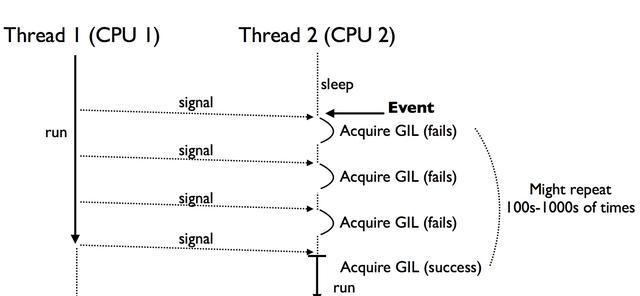 Thread 1 (CPU 1)
Thread 2 (CPU 2)
sleep
signal
Event
run
Acquire GIL (fails)
signal
Acquire GIL (fails)
Might repeat
100s-1000s of times
signal
Acquire GIL (fails)
signal
Acquire GIL (success)
run